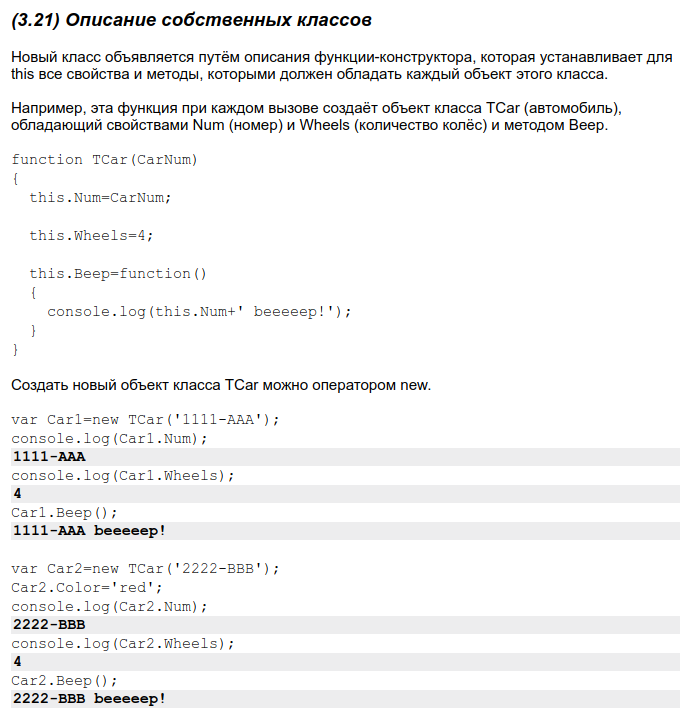 (3.21) Описание собственных классов
Новый класс объявляется путём описания функции-конструктора, которая устанавливает для
this все свойства и методы, которыми должен обладать каждый объект этого класса.
Например, эта функция при каждом вызове создаёт объект класса TCar (автомобиль),
обладающий свойствами Num (номер) и Wheels (количество колёс) и методом Beep.
function TCar(CarNum)
{
  this.Num=CarNum;
  this.Wheels=4;
  this.Beep=function()
  {
    console.log(this.Num+' beeeeep!');
  }
}
Создать новый объект класса TCar можно оператором new.
var Car1=new TCar('1111-AAA');
console.log(Car1.Num);
1111-AAA
console.log(Car1.Wheels);
4
Car1.Beep();
1111-AAA beeeeep!
var Car2=new TCar('2222-BBB');
Car2.Color='red';
console.log(Car2.Num);
2222-BBB
console.log(Car2.Wheels);
4
Car2.Beep();
2222-BBB beeeeep!